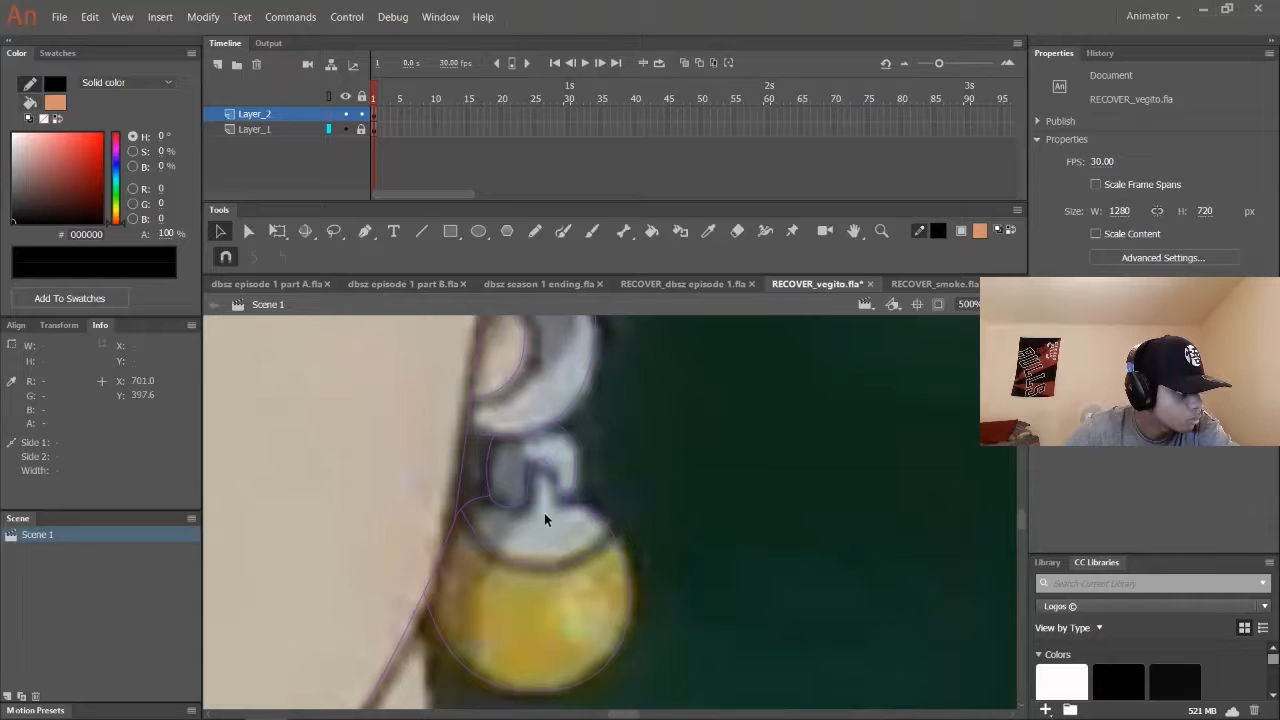 An File Edit View Insert Modify Text Commands Control Debug Window Help Animator
Color Swatches
Timeline Output
Properties History
Solid color
1 0.0 s 30.00 fps
1s 2s 3s
1 5 10 15 20 25 30 35 40 45 50 55 60 65 70 75 80 85 90 95
Layer_2
Layer_1
H: 0 °
S: 0 %
B: 0 %
R: 0
G: 0
B: 0
# 000000 A: 100 %
Add To Swatches
Document
RECOVER_vegito.fla
Publish
Properties
FPS: 30.00
Scale Frame Spans
Size: W: 1280 H: 720 px
Scale Content
Advanced Settings...
Tools
dbsz episode 1 part A.fla × dbsz episode 1 part B.fla × dbsz season 1 ending.fla × RECOVER_dbsz episode 1.fla × RECOVER_vegito.fla* × RECOVER_smoke.fla
Scene 1 500%
Align Transform Info
W: - X: -
H: - Y: -
R: - X: 701.0
G: - Y: 397.6
B: -
A: -
Side 1: -
Side 2: -
Width: -
Scene
Scene 1
Motion Presets
BULLS
Library CC Libraries
Search Current Library
Logos ©
View by Type
Colors
521 MB